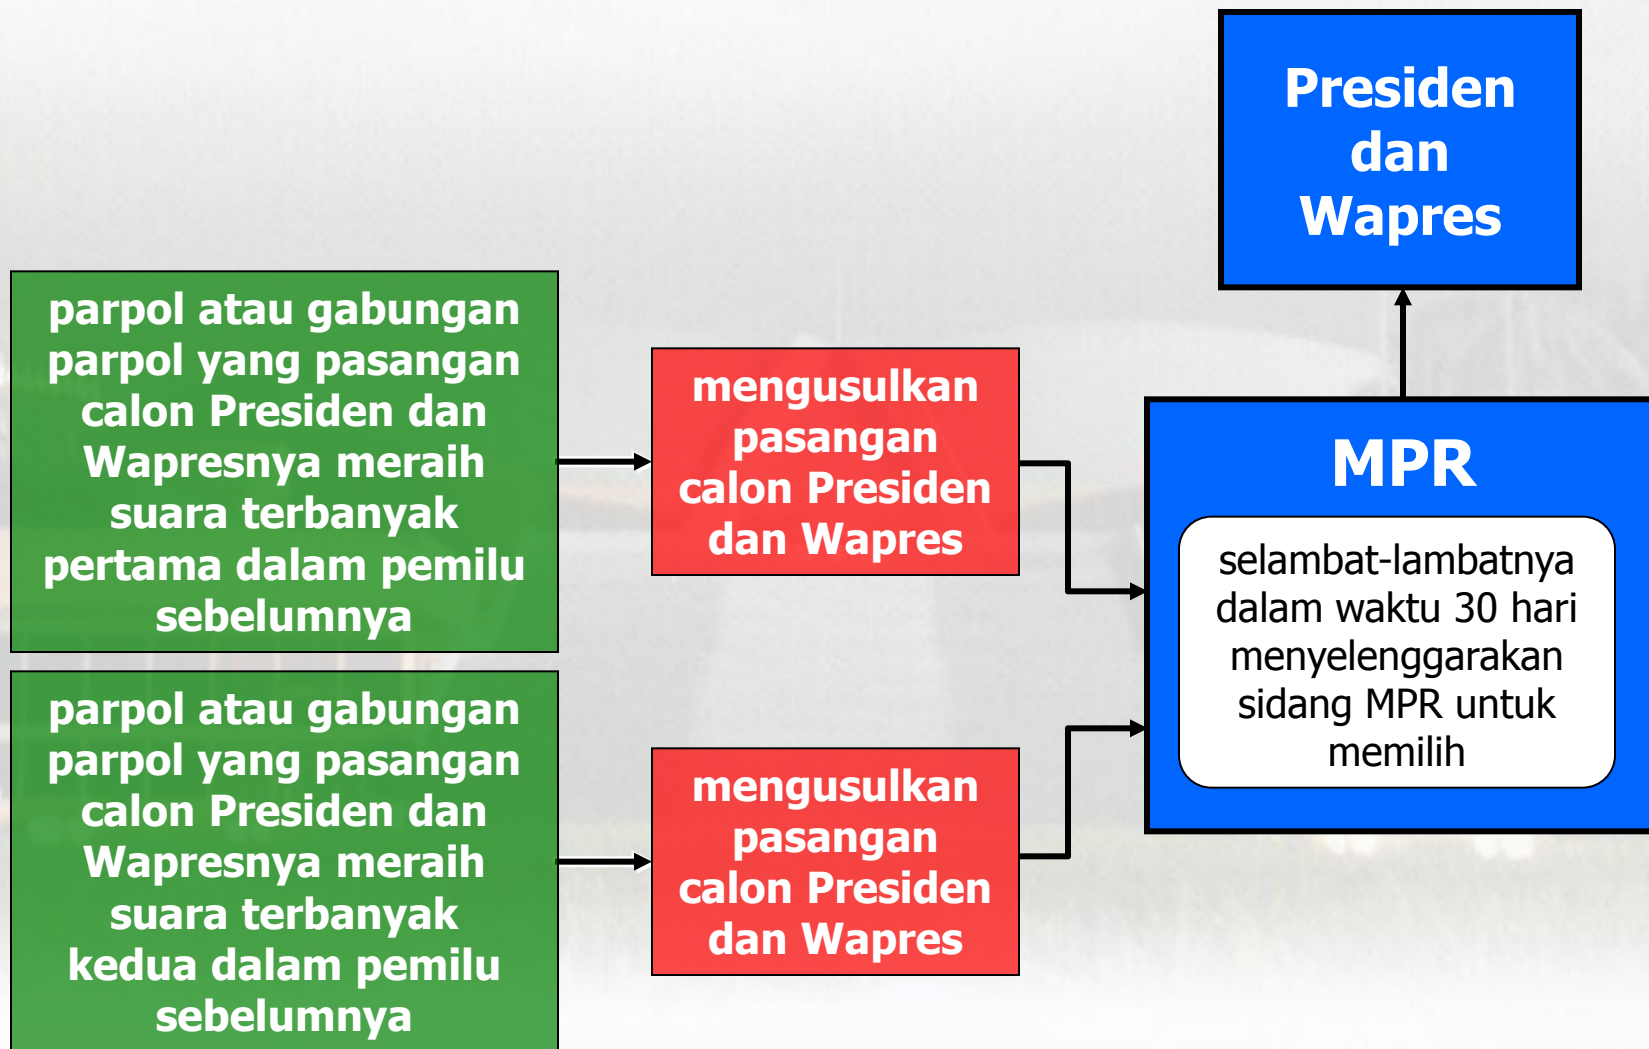 Presiden
dan
Wapres
parpol atau gabungan
parpol yang pasangan
calon Presiden dan
Wapresnya meraih
suara terbanyak
pertama dalam pemilu
sebelumnya
mengusulkan
pasangan
calon Presiden
dan Wapres
MPR
selambat-lambatnya
dalam waktu 30 hari
menyelenggarakan
sidang MPR untuk
memilih
parpol atau gabungan
parpol yang pasangan
calon Presiden dan
Wapresnya meraih
suara terbanyak
kedua dalam pemilu
sebelumnya
mengusulkan
pasangan
calon Presiden
dan Wapres